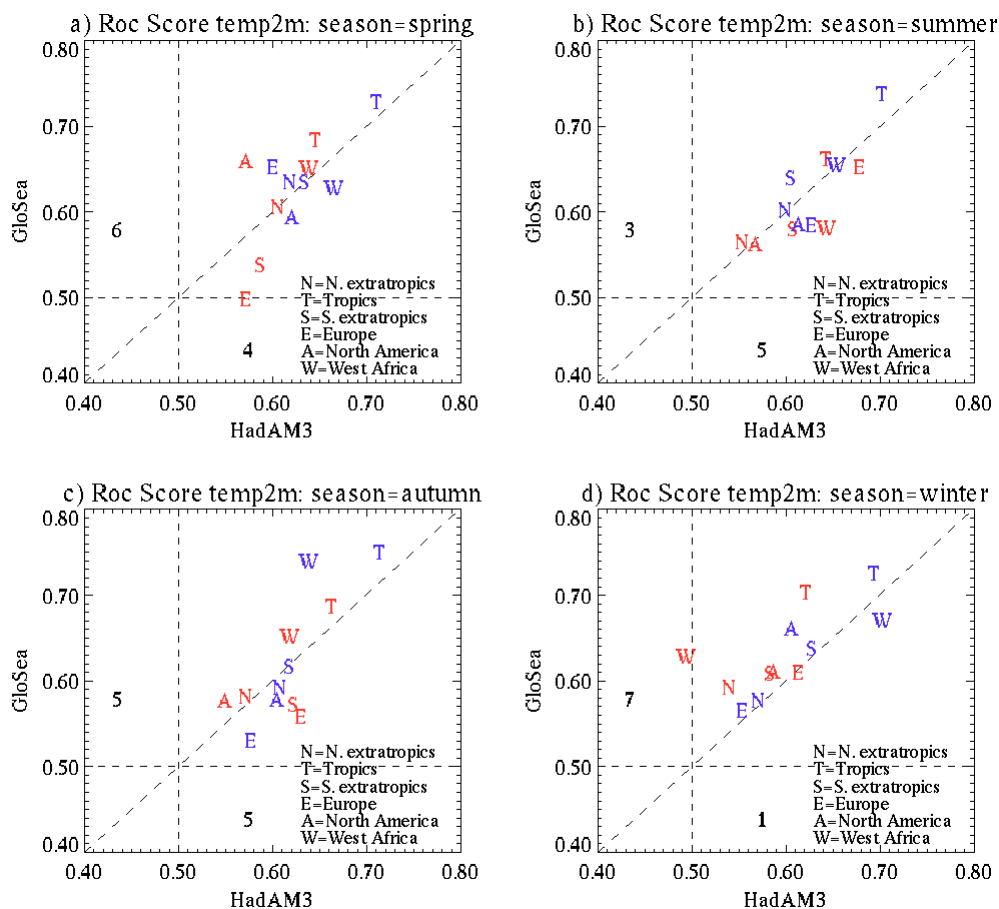 a) Roc Score temp2m: season=spring
0.80
0.70
0.60
0.50
0.40
GloSea
T
T
A
E
W
N
S
W
N
A
S
E
6
4
N=N. extratropics
T=Tropics
S=S. extratropics
E=Europe
A=North America
W=West Africa
0.40 0.50 0.60 0.70 0.80
HadAM3
b) Roc Score temp2m: season=summer
0.80
0.70
0.60
0.50
0.40
GloSea
T
T
W
E
S
N
A
E
S
W
N
A
3
5
N=N. extratropics
T=Tropics
S=S. extratropics
E=Europe
A=North America
W=West Africa
0.40 0.50 0.60 0.70 0.80
HadAM3
c) Roc Score temp2m: season=autumn
0.80
0.70
0.60
0.50
0.40
GloSea
T
W
T
W
S
N
A
N
A
S
E
E
5
5
N=N. extratropics
T=Tropics
S=S. extratropics
E=Europe
A=North America
W=West Africa
0.40 0.50 0.60 0.70 0.80
HadAM3
d) Roc Score temp2m: season=winter
0.80
0.70
0.60
0.50
0.40
GloSea
T
T
W
A
S
W
S
A
E
N
N
E
7
1
N=N. extratropics
T=Tropics
S=S. extratropics
E=Europe
A=North America
W=West Africa
0.40 0.50 0.60 0.70 0.80
HadAM3